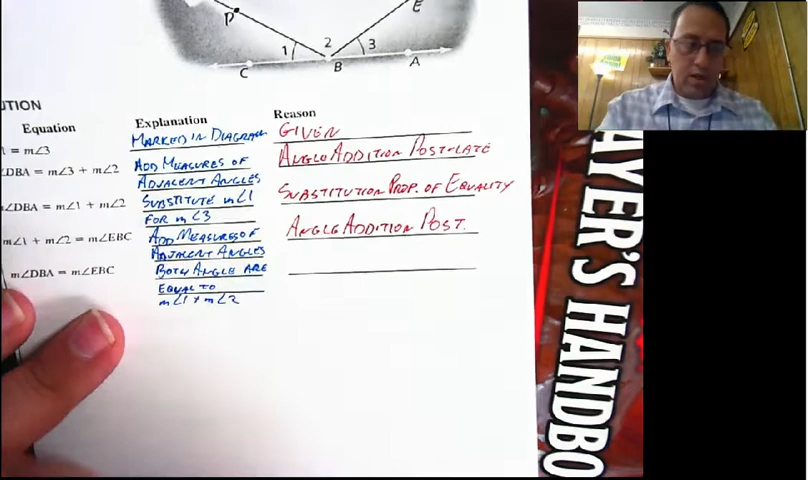 D
E
1
2
3
C
B
A
UTION
Equation Explanation Reason
= m∠3 MARKED IN DIAGRAM GIVEN
∠DBA = m∠3 + m∠2 ADD MEASURES OF ANGLE ADDITION POSTULATE
ADJACENT ANGLES
∠DBA = m∠1 + m∠2 SUBSTITUTE m∠1 SUBSTITUTION PROP. OF EQUALITY
FOR m∠3
m∠1 + m∠2 = m∠EBC ADD MEASURES OF ANGLE ADDITION POST.
ADJACENT ANGLES
m∠DBA = m∠EBC BOTH ANGLE ARE
EQUAL TO
m∠1 + m∠2
AYER'S HANDBO